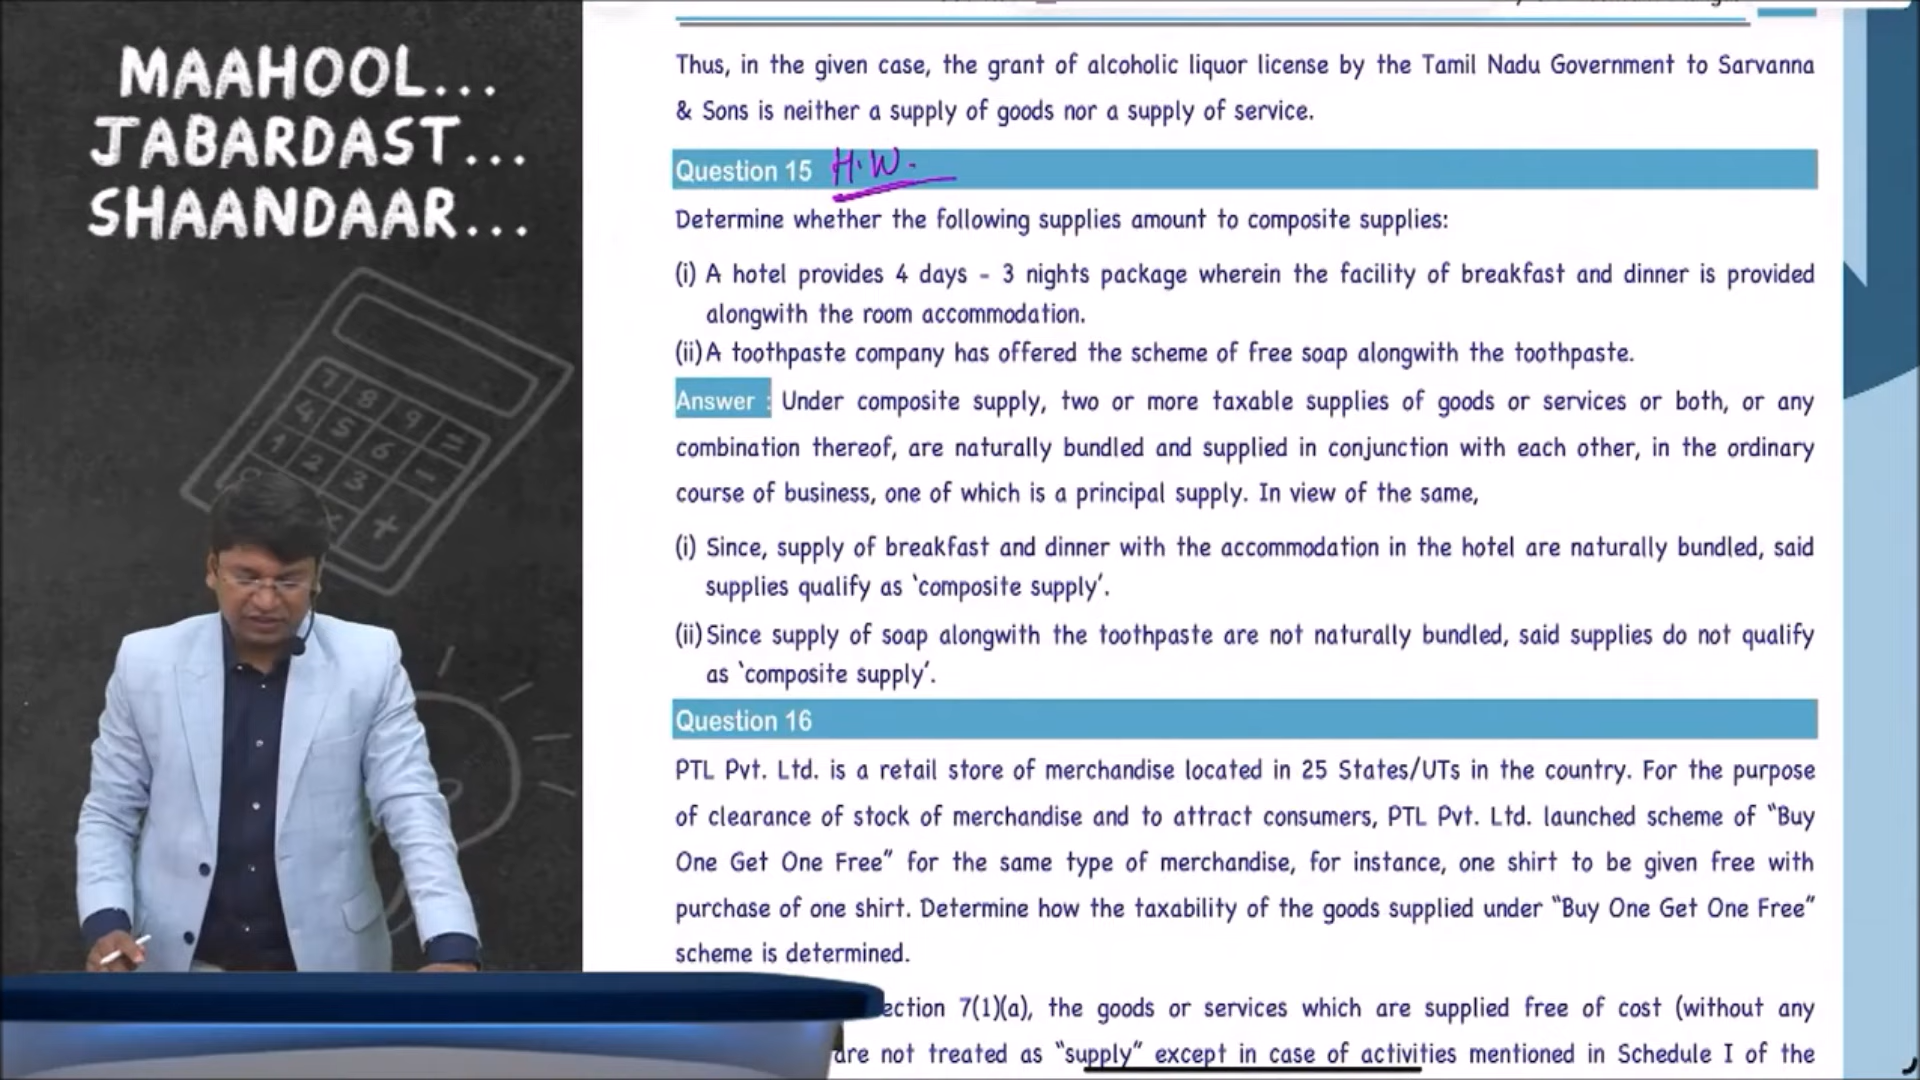 MAAHOOL...
JABARDAST...
SHAANDAAR...
7 8 9 =
4 5 6 -
1 2 3
+
Thus, in the given case, the grant of alcoholic liquor license by the Tamil Nadu Government to Sarvanna
& Sons is neither a supply of goods nor a supply of service.
Question 15 H.W.
Determine whether the following supplies amount to composite supplies:
(i) A hotel provides 4 days - 3 nights package wherein the facility of breakfast and dinner is provided
alongwith the room accommodation.
(ii) A toothpaste company has offered the scheme of free soap alongwith the toothpaste.
Answer : Under composite supply, two or more taxable supplies of goods or services or both, or any
combination thereof, are naturally bundled and supplied in conjunction with each other, in the ordinary
course of business, one of which is a principal supply. In view of the same,
(i) Since, supply of breakfast and dinner with the accommodation in the hotel are naturally bundled, said
supplies qualify as ‘composite supply’.
(ii) Since supply of soap alongwith the toothpaste are not naturally bundled, said supplies do not qualify
as ‘composite supply’.
Question 16
PTL Pvt. Ltd. is a retail store of merchandise located in 25 States/UTs in the country. For the purpose
of clearance of stock of merchandise and to attract consumers, PTL Pvt. Ltd. launched scheme of “Buy
One Get One Free” for the same type of merchandise, for instance, one shirt to be given free with
purchase of one shirt. Determine how the taxability of the goods supplied under “Buy One Get One Free”
scheme is determined.
ection 7(1)(a), the goods or services which are supplied free of cost (without any
are not treated as “supply” except in case of activities mentioned in Schedule I of the